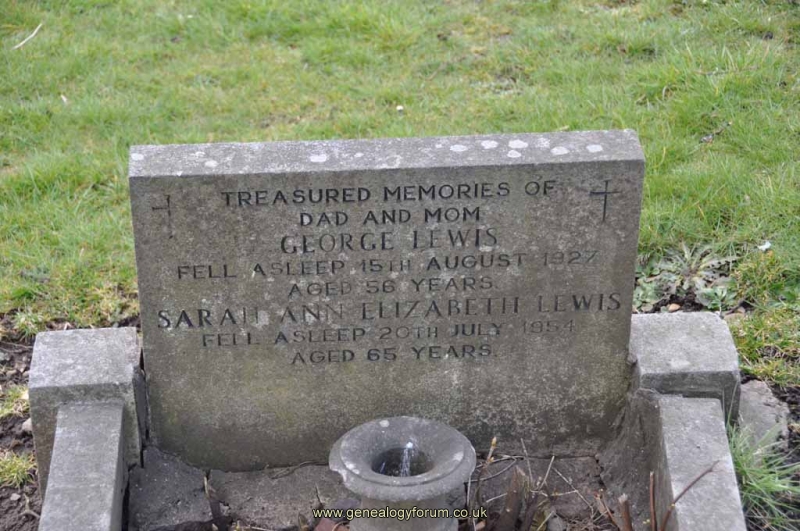 TREASURED MEMORIES OF
DAD AND MOM
GEORGE LEWIS
FELL ASLEEP 15TH AUGUST 1927
AGED 56 YEARS.
SARAH ANN ELIZABETH LEWIS
FELL ASLEEP 20TH JULY 1954
AGED 65 YEARS.
www.genealogyforum.co.uk